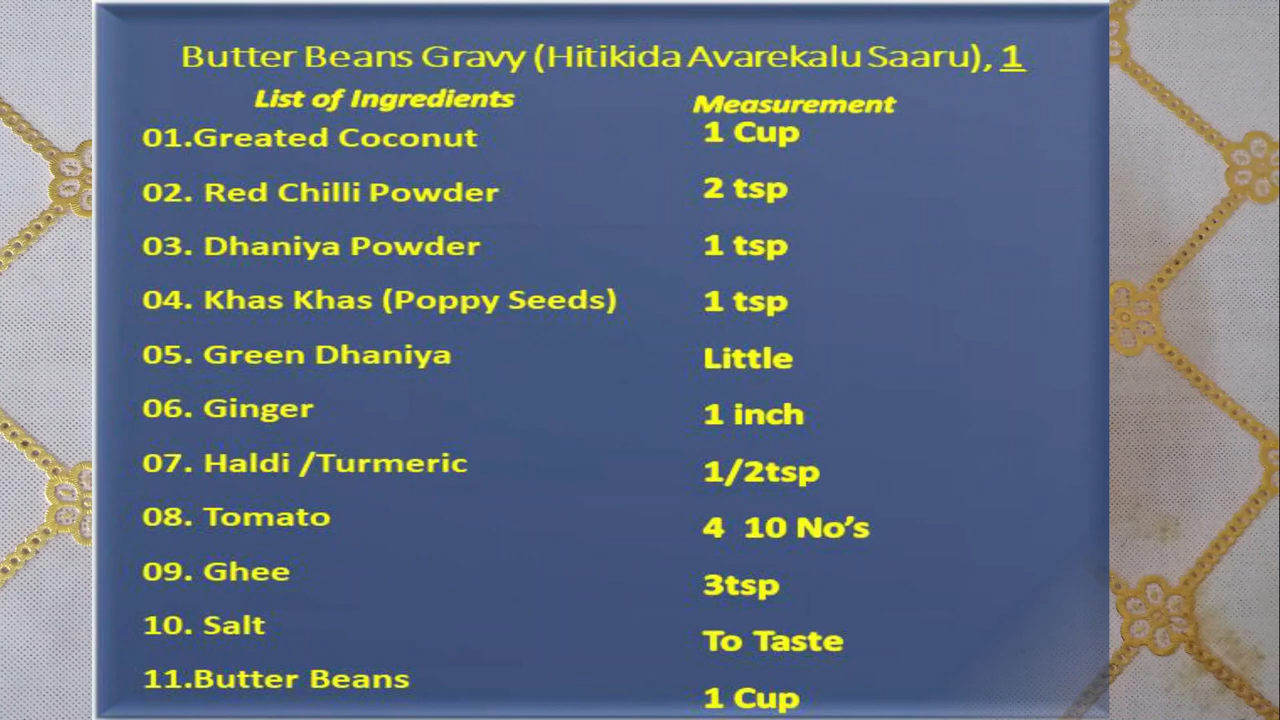 Butter Beans Gravy (Hitikida Avarekalu Saaru), 1
List of Ingredients Measurement
01.Greated Coconut 1 Cup
02. Red Chilli Powder 2 tsp
03. Dhaniya Powder 1 tsp
04. Khas Khas (Poppy Seeds) 1 tsp
05. Green Dhaniya Little
06. Ginger 1 inch
07. Haldi /Turmeric 1/2tsp
08. Tomato 4 10 No's
09. Ghee 3tsp
10. Salt To Taste
11.Butter Beans 1 Cup